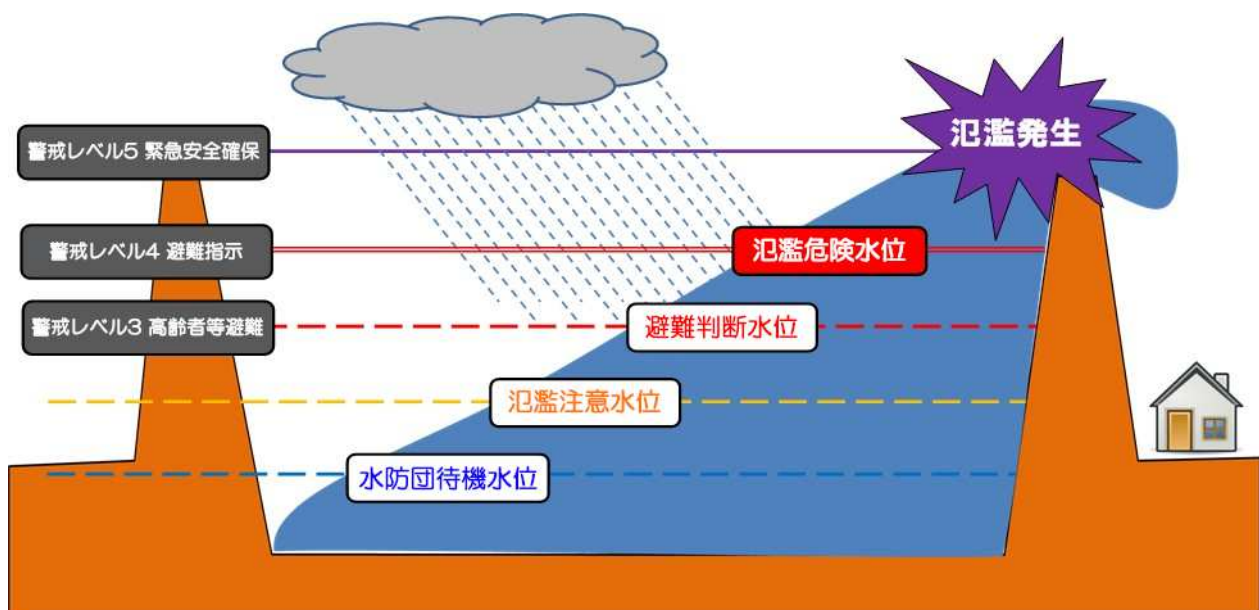 氾濫発生
警戒レベル5 緊急安全確保
警戒レベル4 避難指示
氾濫危険水位
警戒レベル3 高齢者等避難
避難判断水位
氾濫注意水位
水防団待機水位